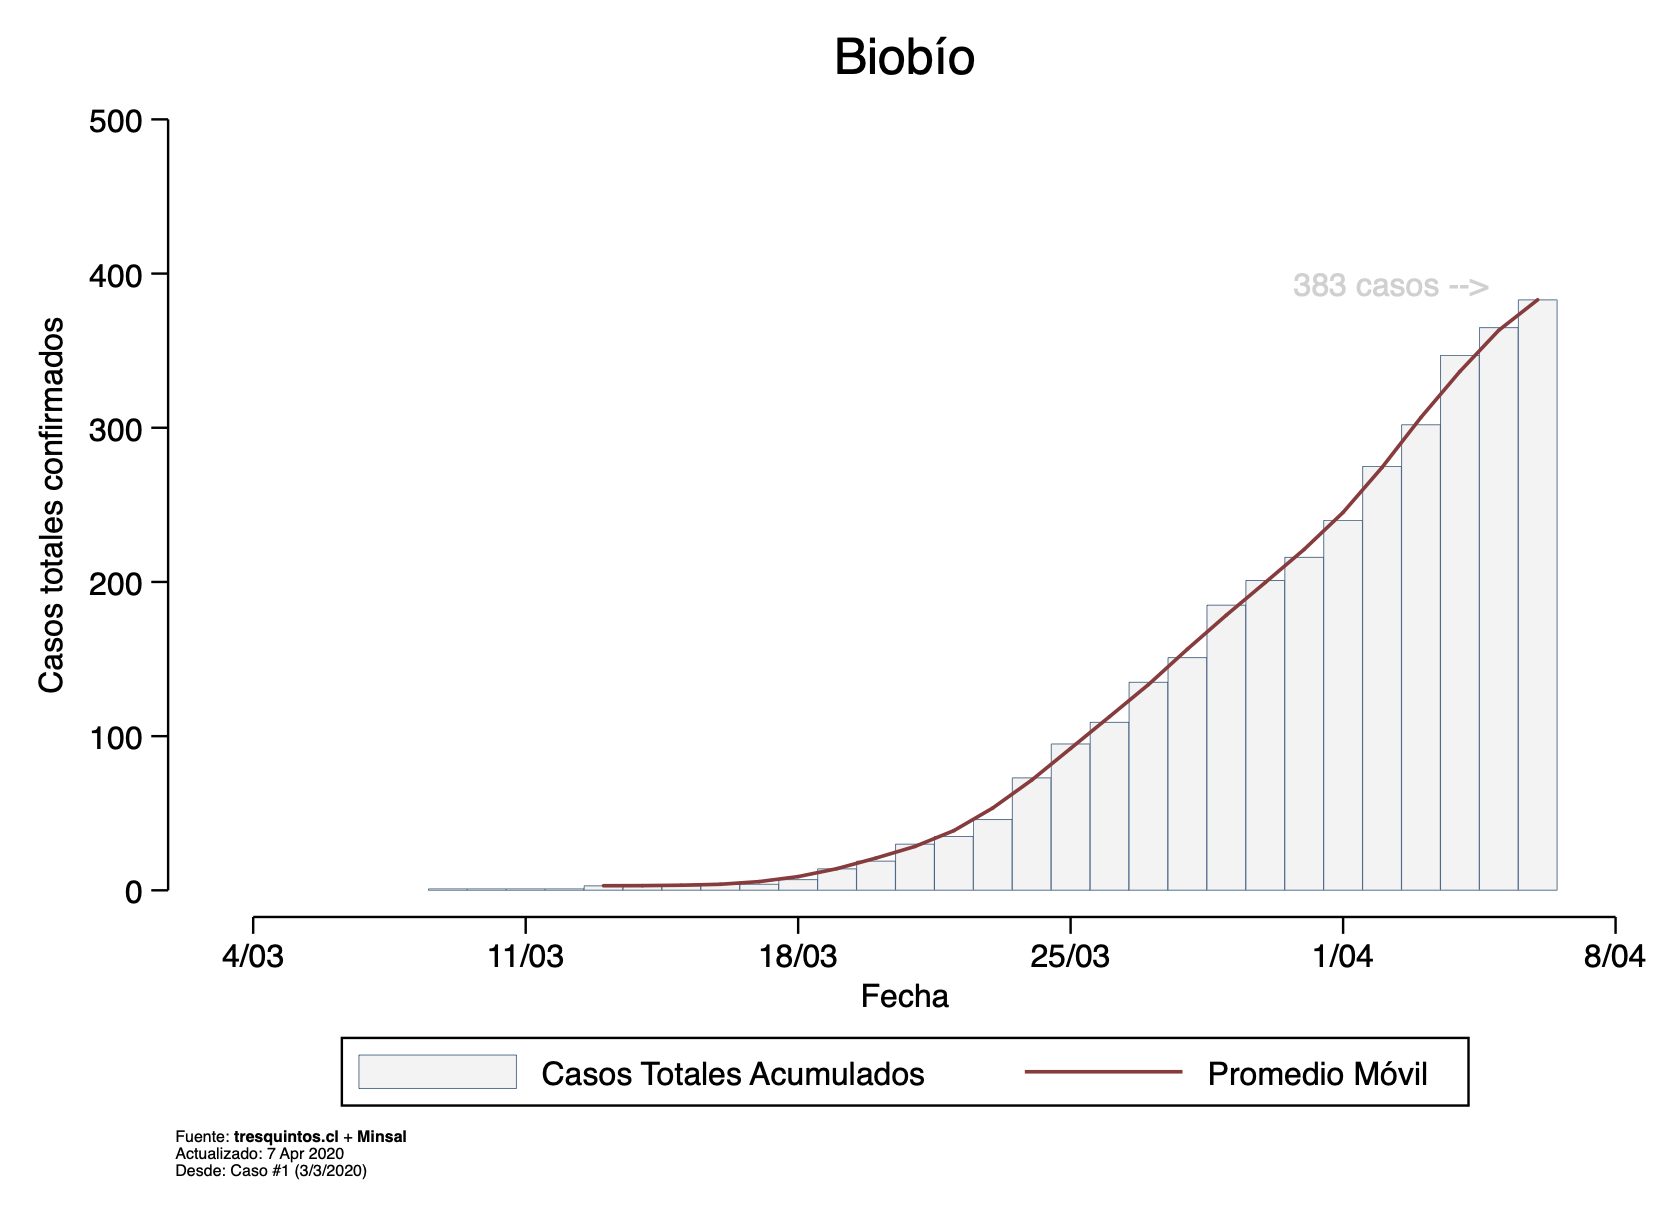 Biobío
500
400
300
200
100
0
Casos totales confirmados
383 casos -->
4/03 11/03 18/03 25/03 1/04 8/04
Fecha
Casos Totales Acumulados Promedio Móvil
Fuente: tresquintos.cl + Minsal
Actualizado: 7 Apr 2020
Desde: Caso #1 (3/3/2020)